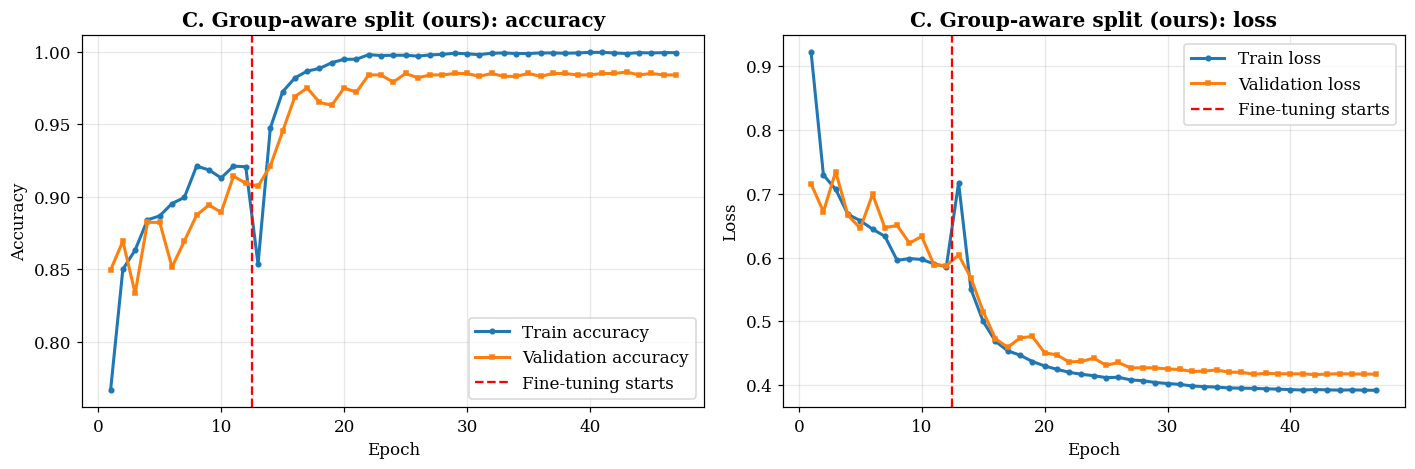 C. Group-aware split (ours): accuracy
1.00
0.95
0.90
0.85
0.80
Accuracy
0
10
20
30
40
Epoch
Train accuracy
Validation accuracy
Fine-tuning starts
C. Group-aware split (ours): loss
0.9
0.8
0.7
0.6
0.5
0.4
Loss
0
10
20
30
40
Epoch
Train loss
Validation loss
Fine-tuning starts